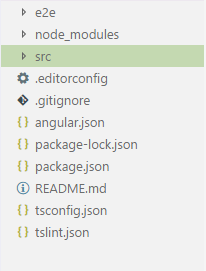 e2e
node_modules
src
.editorconfig
.gitignore
angular.json
package-lock.json
package.json
README.md
tsconfig.json
tslint.json